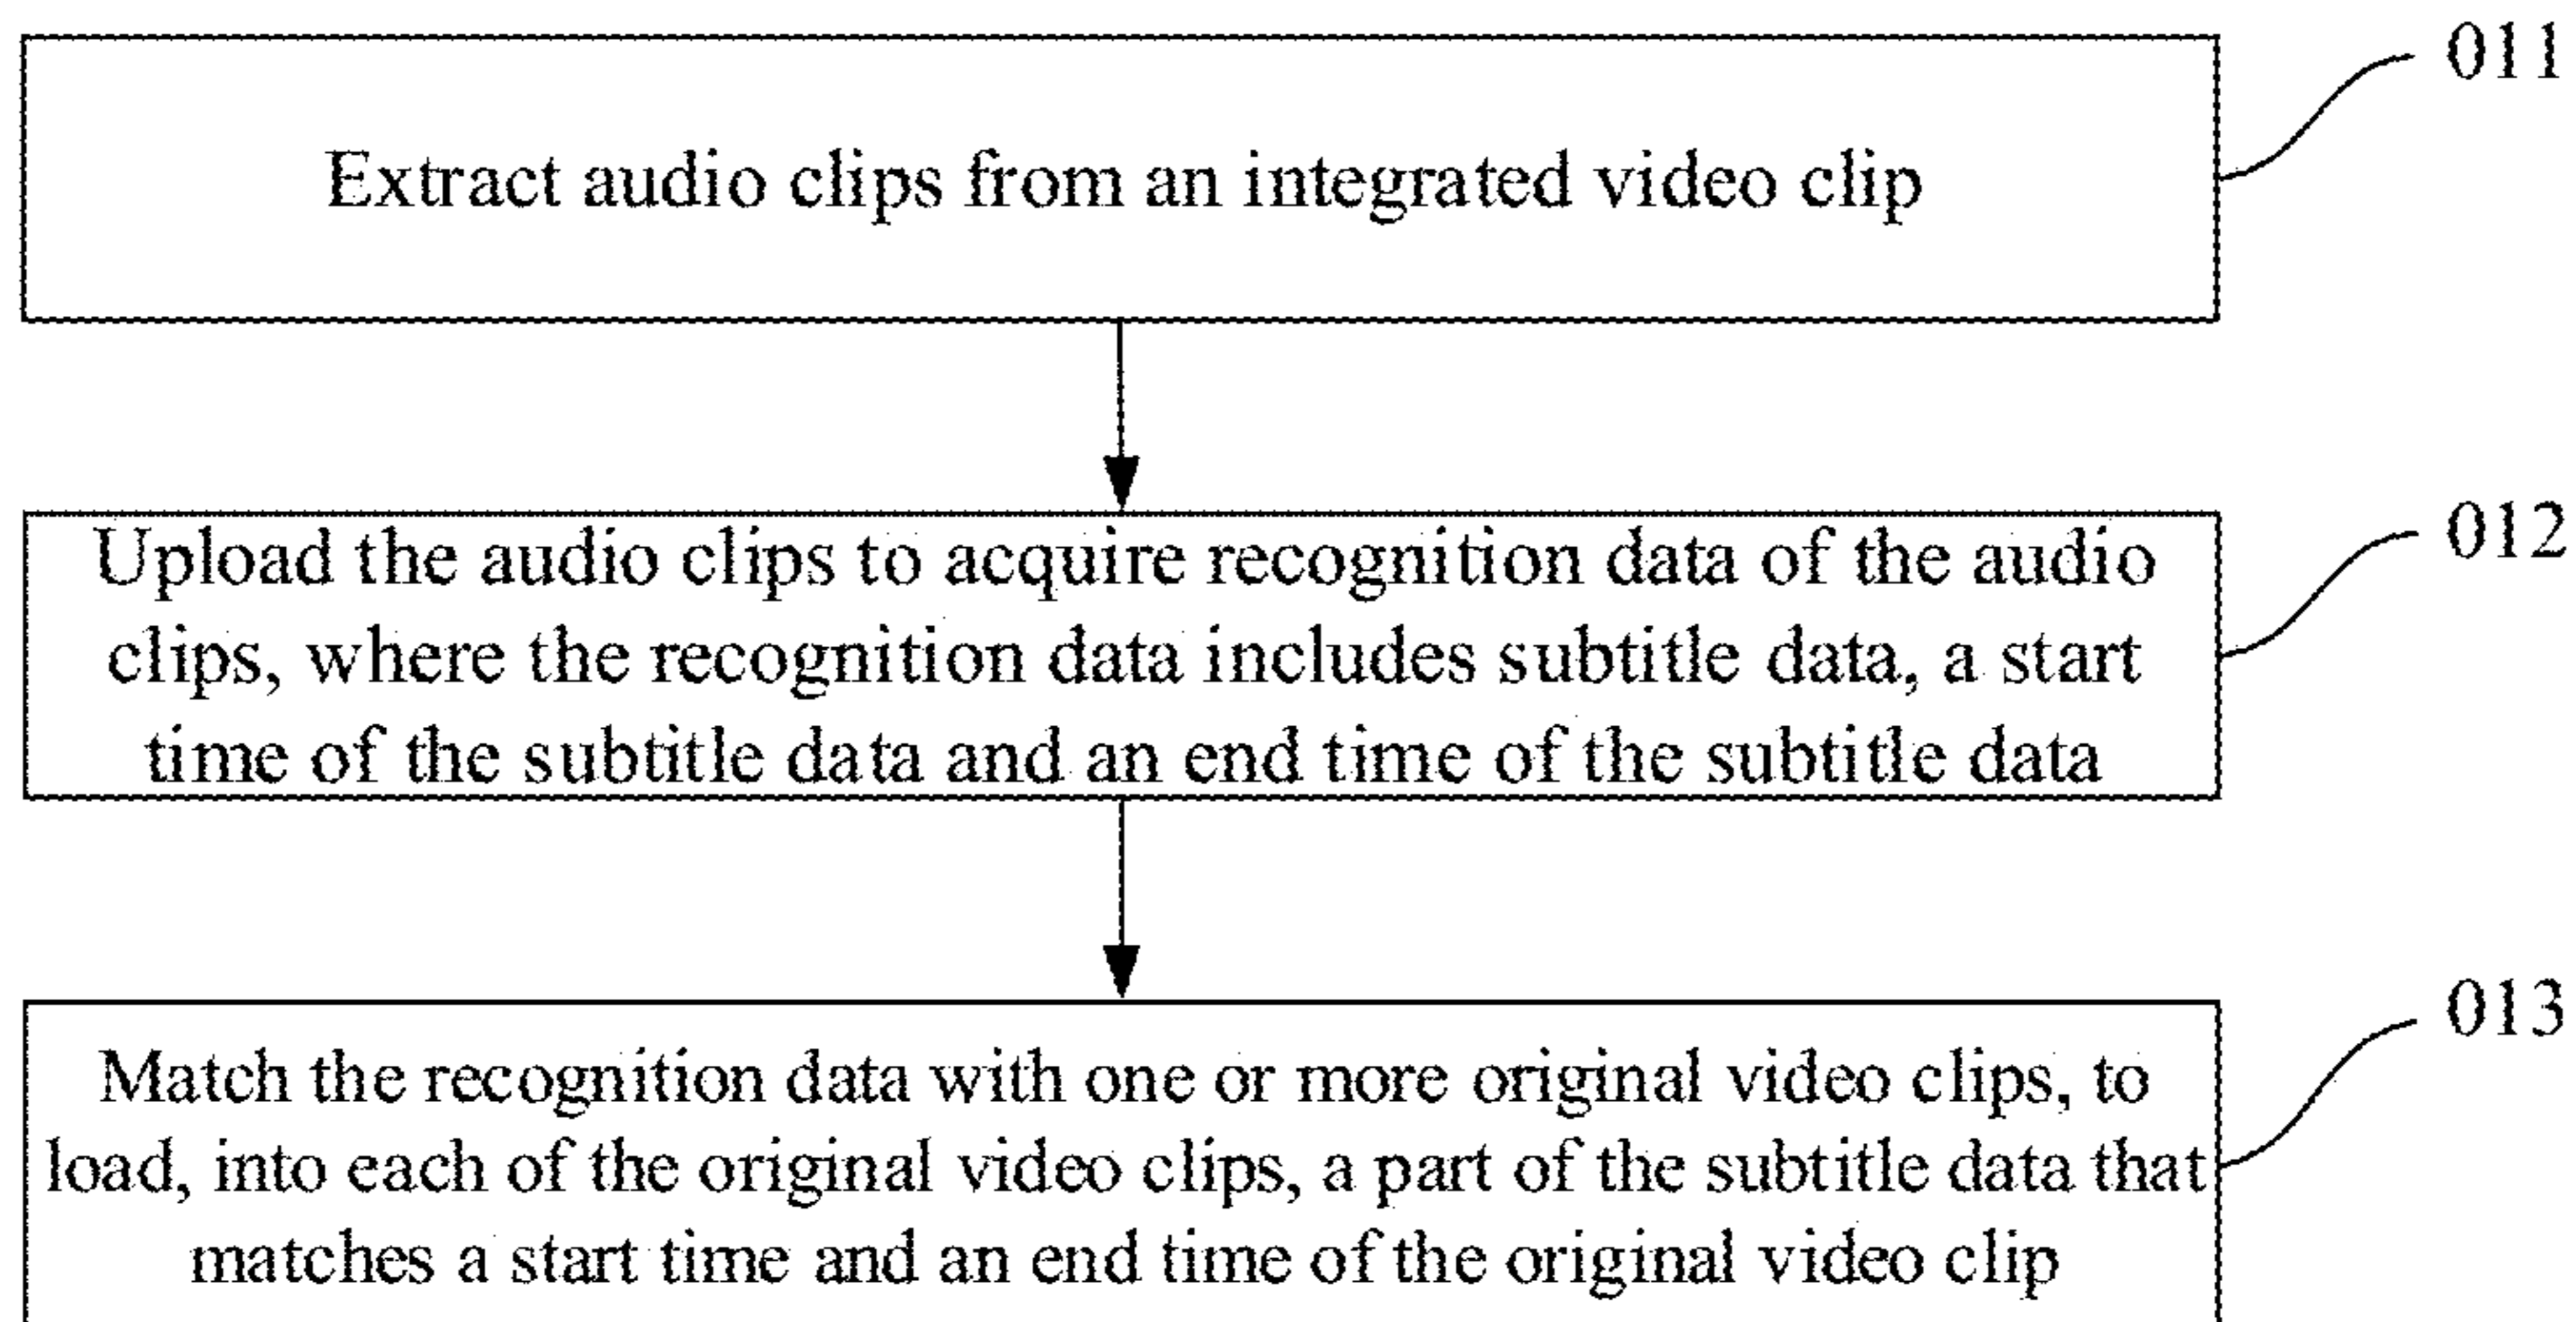 011
Extract audio clips from an integrated video clip
012
Upload the audio clips to acquire recognition data of the audio
clips, where the recognition data includes subtitle data, a start
time of the subtitle data and an end time of the subtitle data
013
Match the recognition data with one or more original video clips, to
load, into each of the original video clips, a part of the subtitle data that
matches a start time and an end time of the original video clip